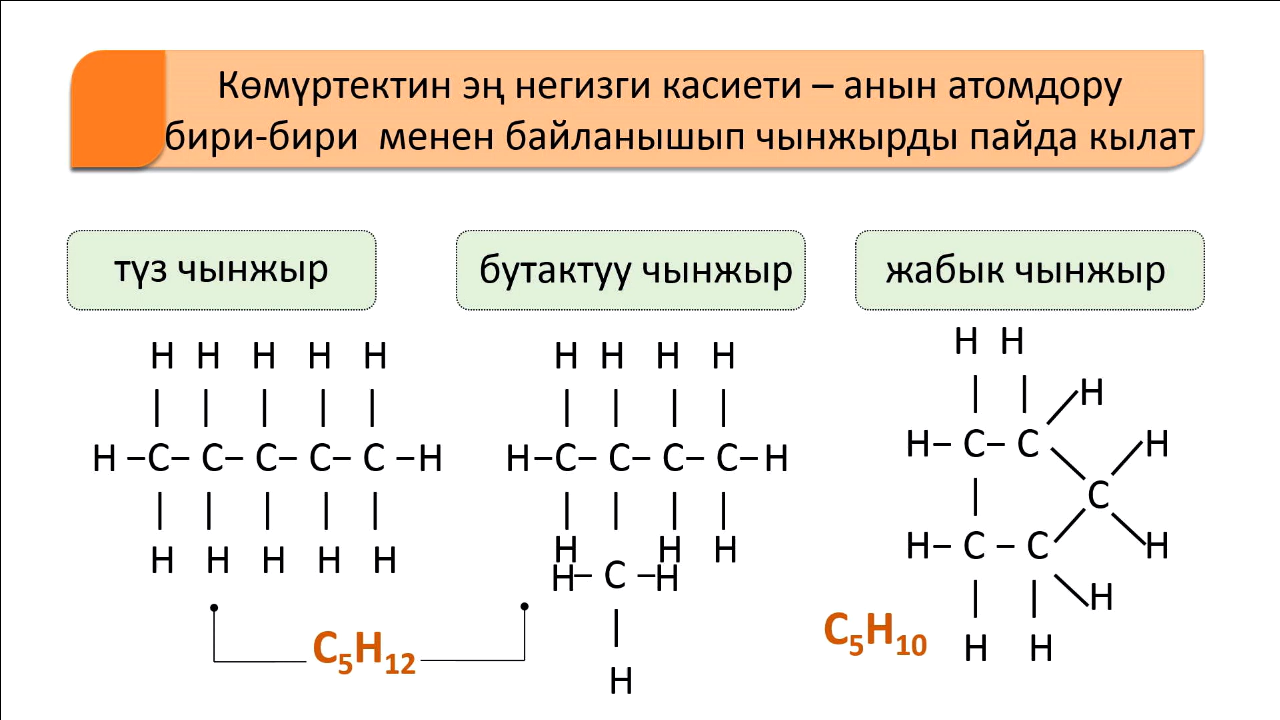 Көмүртектин эң негизги касиети – анын атомдору
бири-бири менен байланышып чынжырды пайда кылат
түз чынжыр
бутактуу чынжыр
жабык чынжыр
H H H H H
| | | | |
H –C– C– C– C– C –H
| | | | |
H H H H H
H H H H
| | | |
H–C– C– C– C–H
| | | |
H H H
H– C –H
|
H
C₅H₁₂
H H
| | H
H– C– C H
| C
H– C – C H
| | H
H H
C₅H₁₀